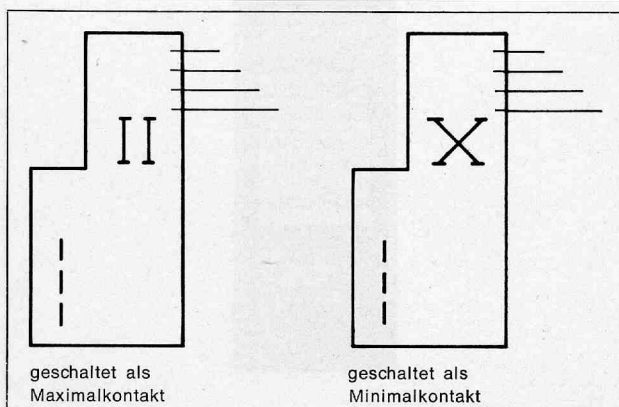 II
X
geschaltet als
Maximalkontakt
geschaltet als
Minimalkontakt